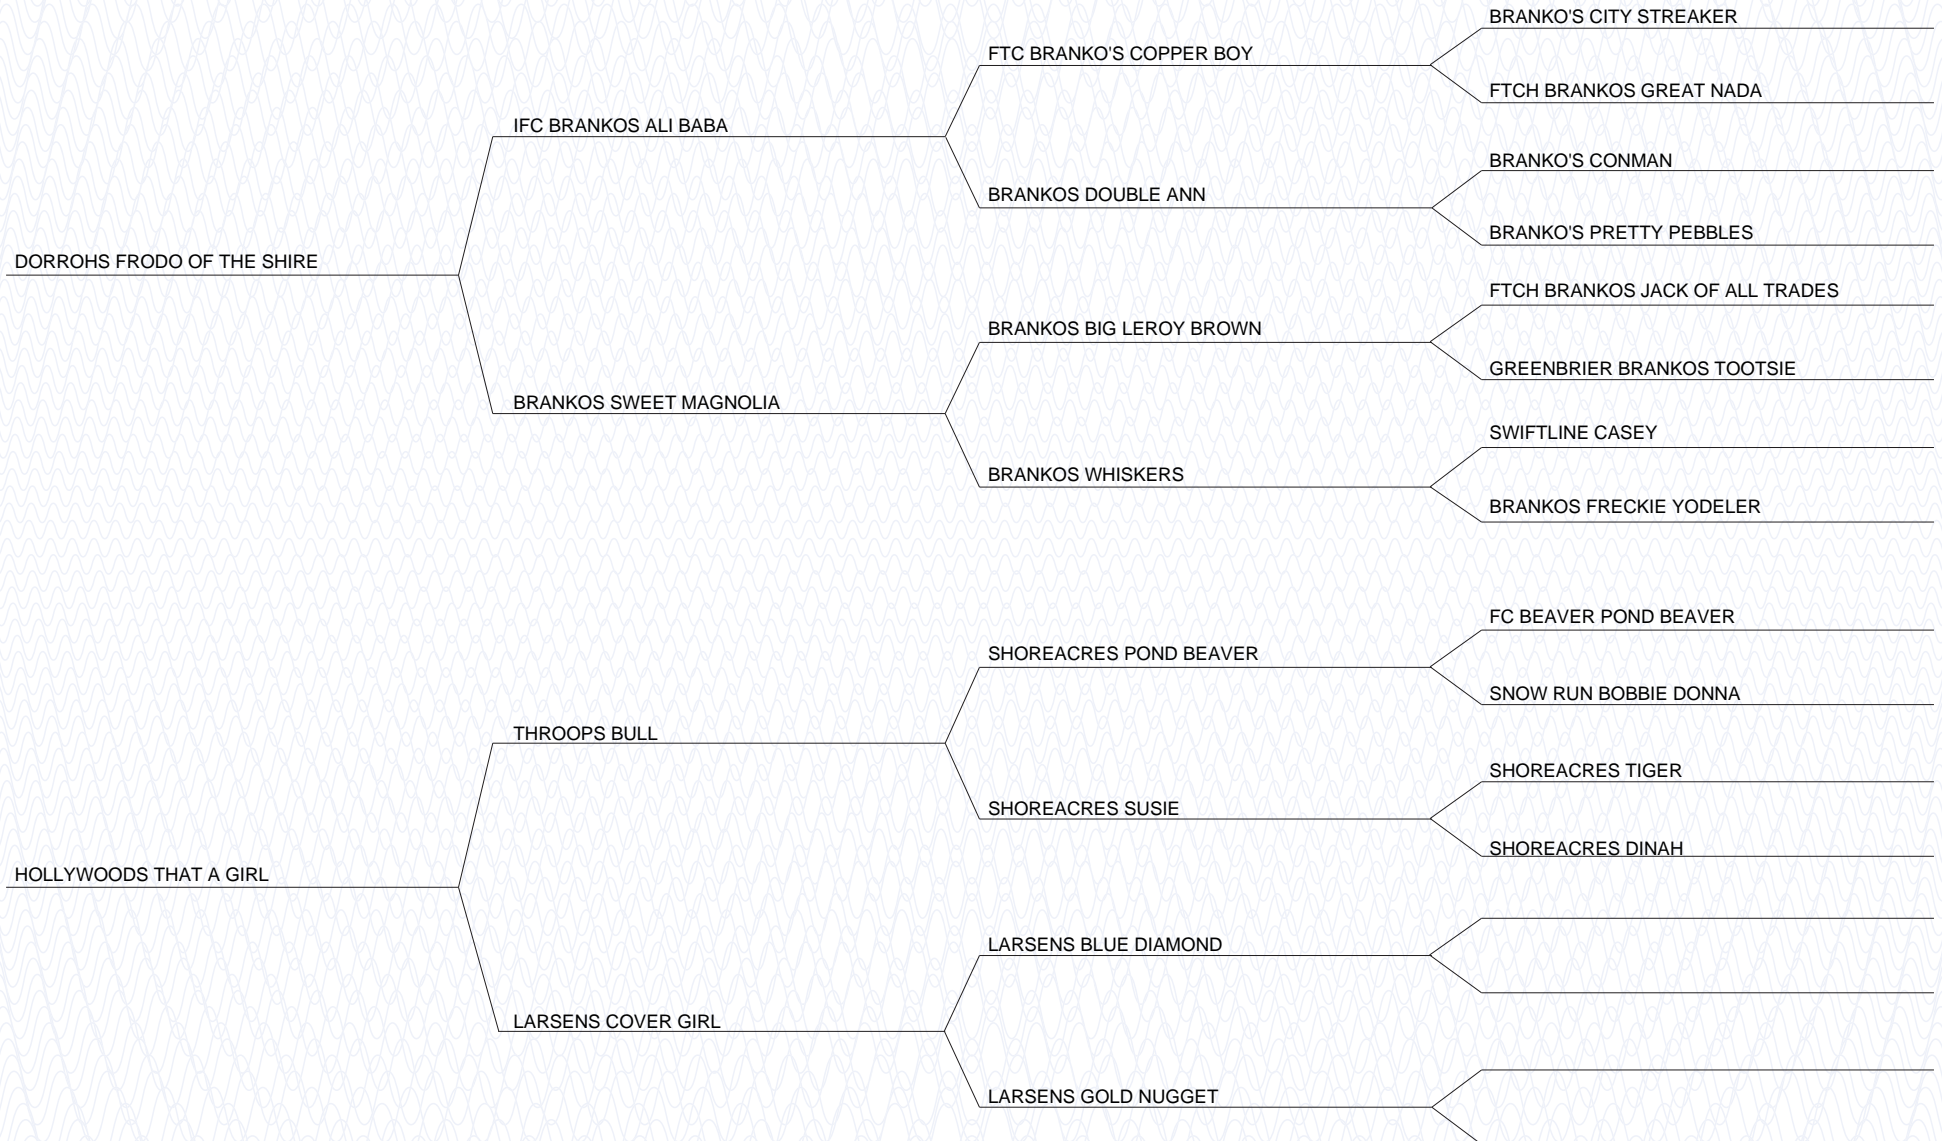 BRANKO'S CITY STREAKER
FTC BRANKO'S COPPER BOY
FTCH BRANKOS GREAT NADA
IFC BRANKOS ALI BABA
BRANKO'S CONMAN
BRANKOS DOUBLE ANN
BRANKO'S PRETTY PEBBLES
DORROHS FRODO OF THE SHIRE
FTCH BRANKOS JACK OF ALL TRADES
BRANKOS BIG LEROY BROWN
GREENBRIER BRANKOS TOOTSIE
BRANKOS SWEET MAGNOLIA
SWIFTLINE CASEY
BRANKOS WHISKERS
BRANKOS FRECKIE YODELER
FC BEAVER POND BEAVER
SHOREACRES POND BEAVER
SNOW RUN BOBBIE DONNA
THROOPS BULL
SHOREACRES TIGER
SHOREACRES SUSIE
SHOREACRES DINAH
HOLLYWOODS THAT A GIRL
LARSENS BLUE DIAMOND
LARSENS COVER GIRL
LARSENS GOLD NUGGET